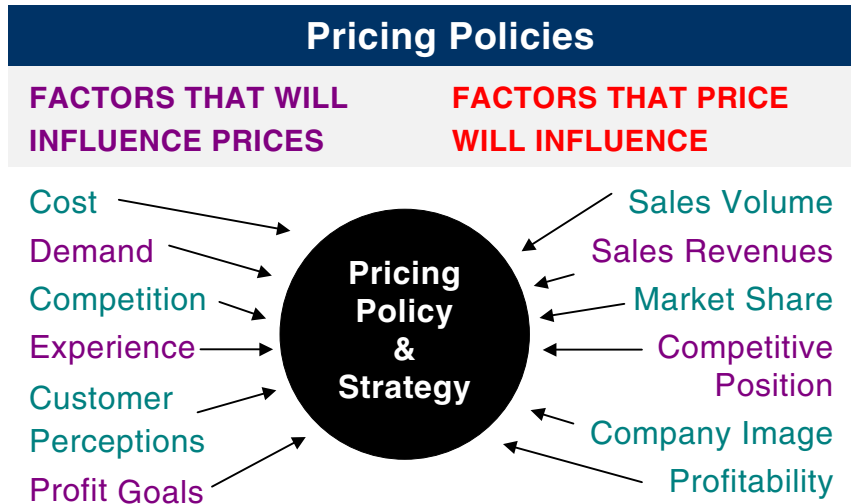 Pricing Policies
FACTORS THAT WILL
INFLUENCE PRICES
FACTORS THAT PRICE
WILL INFLUENCE
Cost
Demand
Competition
Experience
Customer
Perceptions
Profit Goals
Pricing
Policy
&
Strategy
Sales Volume
Sales Revenues
Market Share
Competitive
Position
Company Image
Profitability